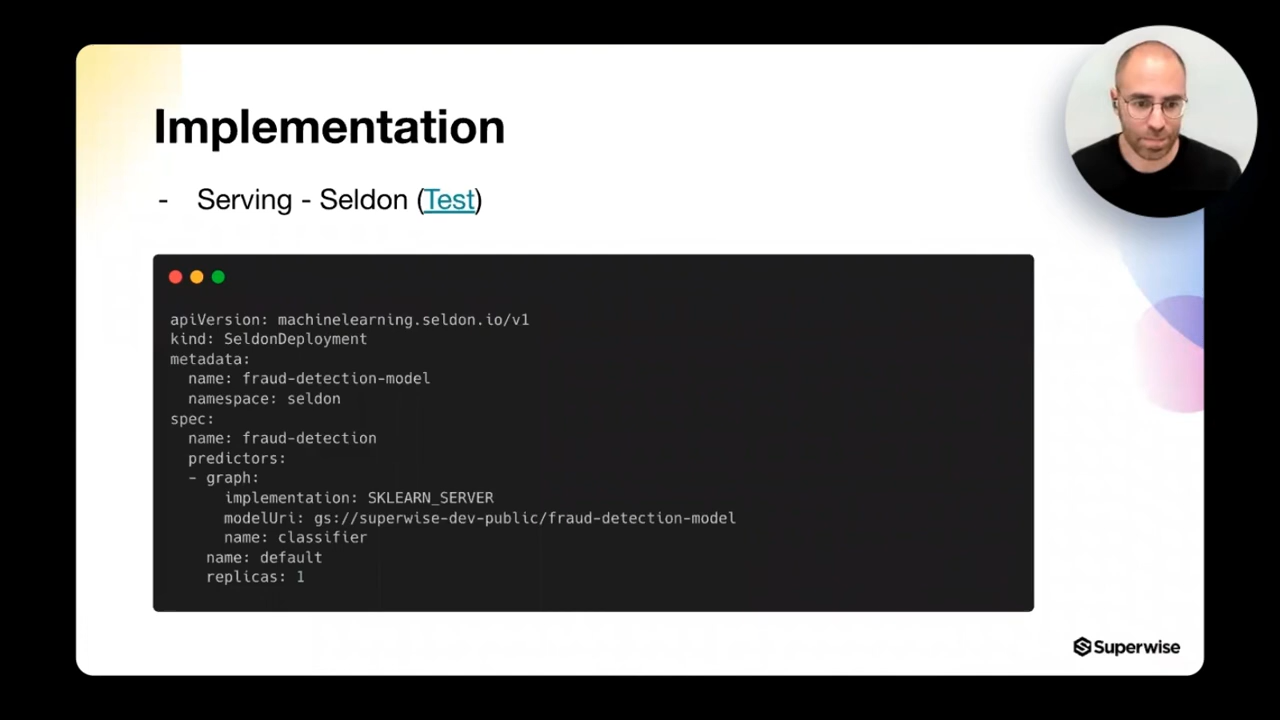 Implementation
- Serving - Seldon (Test)
apiVersion: machinelearning.seldon.io/v1
kind: SeldonDeployment
metadata:
  name: fraud-detection-model
  namespace: seldon
spec:
  name: fraud-detection
  predictors:
  - graph:
      implementation: SKLEARN_SERVER
      modelUri: gs://superwise-dev-public/fraud-detection-model
      name: classifier
    name: default
    replicas: 1
Superwise